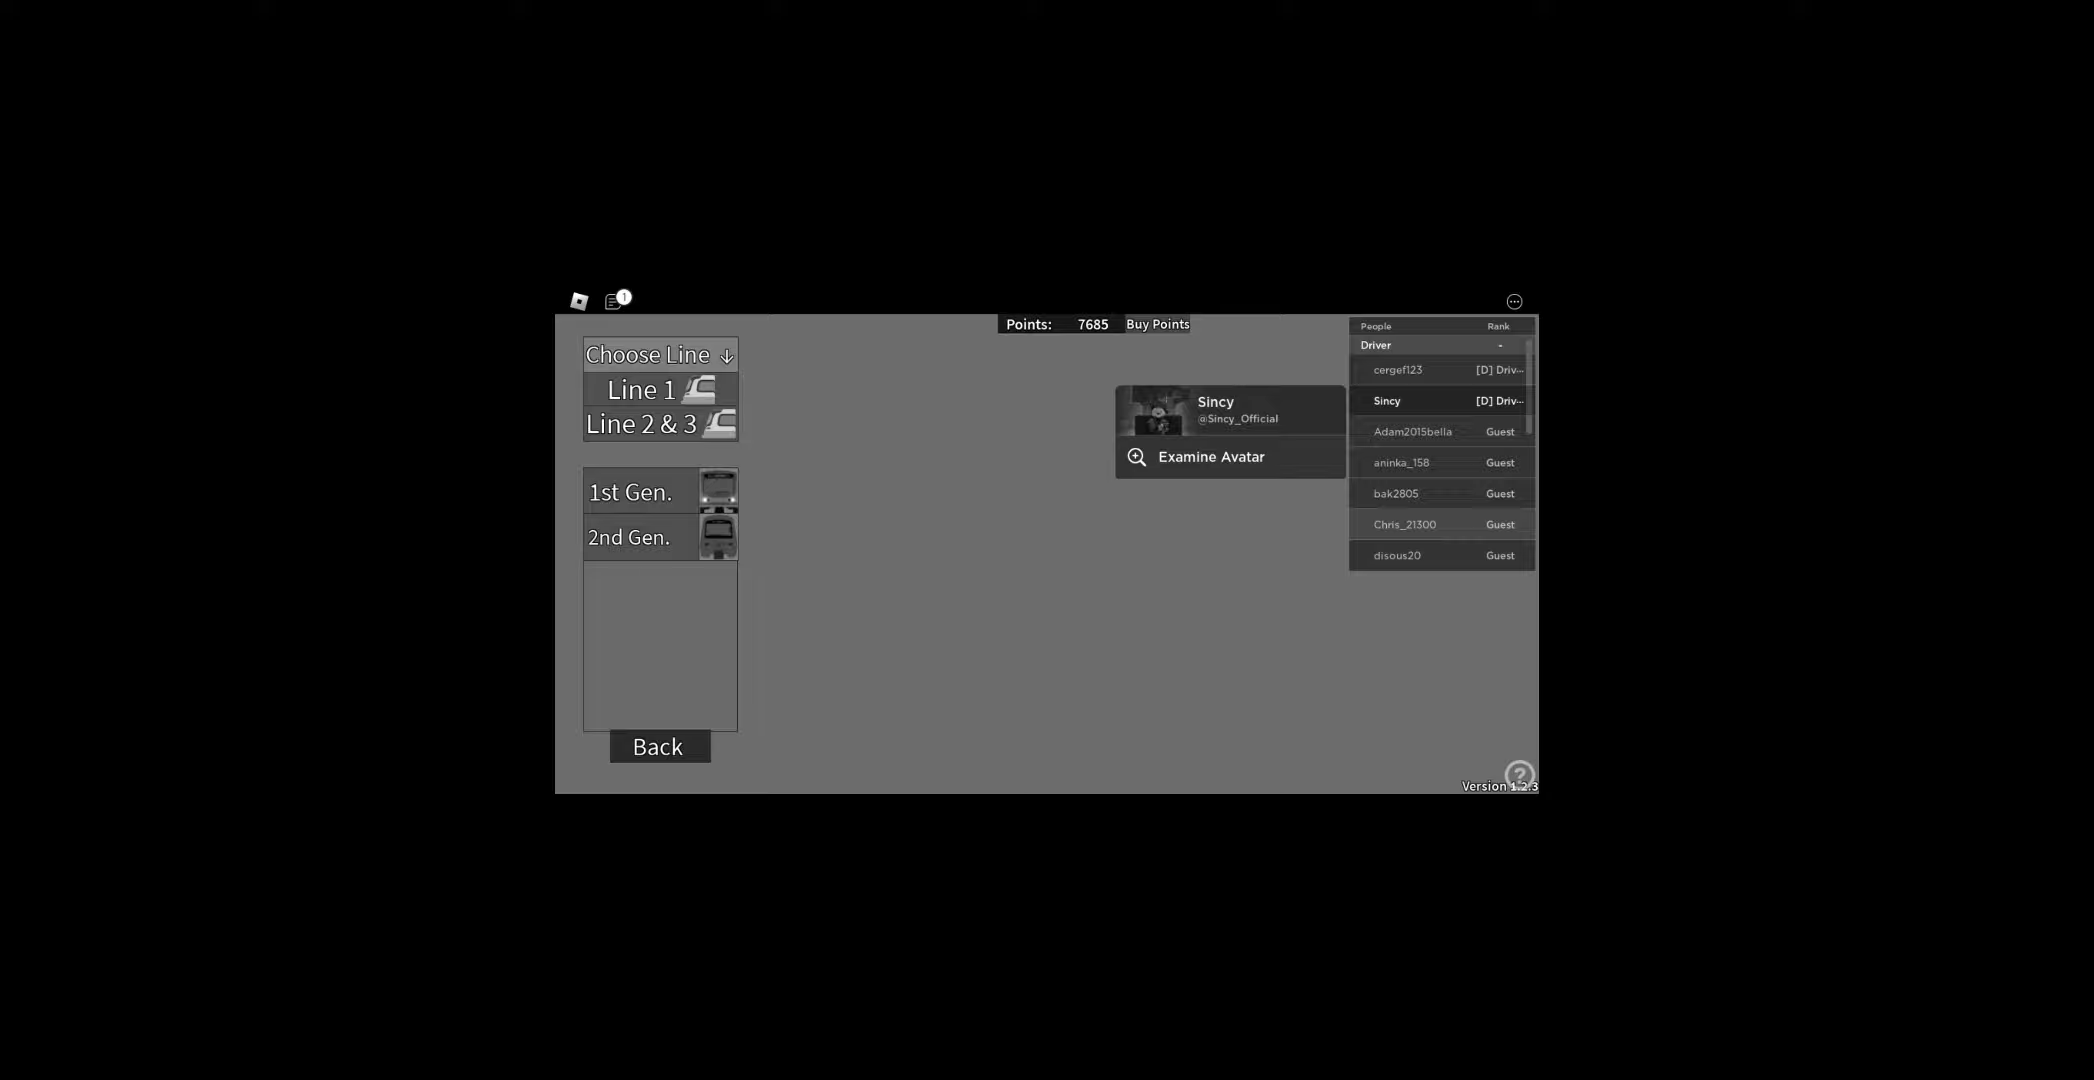 1
Points: 7685 Buy Points
Choose Line ↓
Line 1
Line 2 & 3
1st Gen.
2nd Gen.
Back
Sincy
@Sincy_Official
Examine Avatar
People Rank
Driver -
cergef123 [D] Driv...
Sincy [D] Driv...
Adam2015bella Guest
aninka_158 Guest
bak2805 Guest
Chris_21300 Guest
disous20 Guest
?
Version 1.2.3